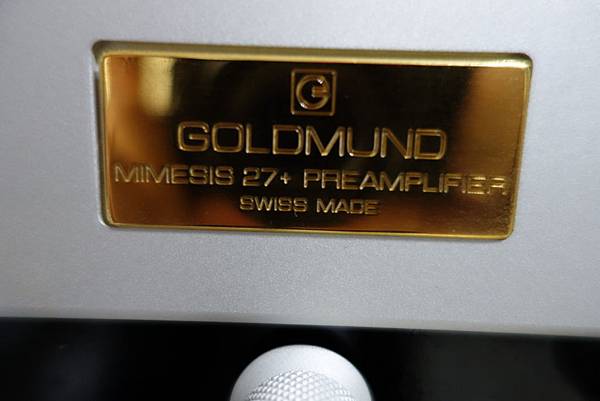 G
GOLDMUND
MIMESIS 27+ PREAMPLIFIER
SWISS MADE